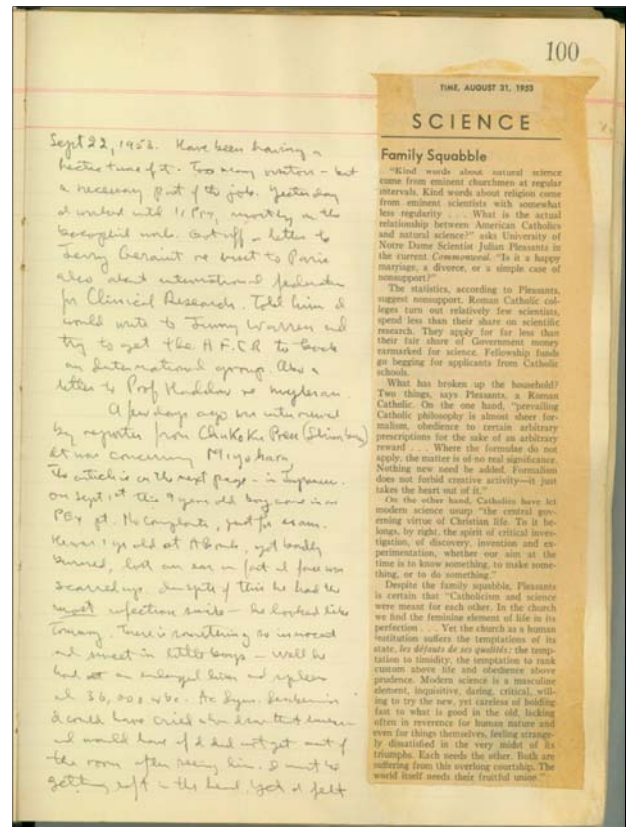 100
Sept 22, 1953. Have been having a
hectic time of it. Too many visitors - but
a necessary part of the job. Yesterday
I worked until 11 PM, mostly on the
work. Got off a letter to
Jerry re visit to Paris
also about international federation
for Clinical Research. Told him I
would write to Jimmy Warren and
try to get the A.F.C.R. to back
an international group. Also a
letter to Prof Haddow re myleran.
A few days ago was interviewed
by reporter from Chukoku Press (Shimbun)
concerning
The article is on the next page - in Japanese.
On Sept 1st this 9 year old boy came in as
PEx pt. No complaints, just for exam.
He was 1 yr old at A Bomb, got badly
burned, lost one ear in fact & face was
scarred up. In spite of this he had the
most infectious smile - he looked like
Tommy. There is something so innocent
and sweet in little boys - Well he
had an enlarged liver and spleen
and 36,000 wbc. Leukemia
I could have cried when I saw that
and would have if I did not get out of
the room after seeing him. I must be
getting soft in the head. Yet I felt
TIME, AUGUST 31, 1953
SCIENCE
Family Squabble
"Kind words about natural science
come from eminent churchmen at regular
intervals. Kind words about religion come
from eminent scientists with somewhat
less regularity . . . What is the actual
relationship between American Catholics
and natural science?" asks University of
Notre Dame Scientist Julian Pleasants in
the current Commonweal. "Is it a happy
marriage, a divorce, or a simple case of
nonsupport?"
The statistics, according to Pleasants,
suggest nonsupport. Roman Catholic col-
leges turn out relatively few scientists,
spend less than their share on scientific
research. They apply for far less than
their fair share of Government money
earmarked for science. Fellowship funds
go begging for applicants from Catholic
schools.
What has broken up the household?
Two things, says Pleasants, a Roman
Catholic. On the one hand, "prevailing
Catholic philosophy is almost sheer for-
malism, obedience to certain arbitrary
prescriptions for the sake of an arbitrary
reward . . . Where the formulae do not
apply, the matter is of no real significance.
Nothing new need be added. Formalism
does not forbid creative activity—it just
takes the heart out of it."
On the other hand, Catholics have let
modern science usurp "the central gov-
erning virtue of Christian life. To it be-
longs, by right, the spirit of critical inves-
tigation, of discovery, invention and ex-
perimentation, whether our aim at the
time is to know something, to make some-
thing, or to do something."
Despite the family squabble, Pleasants
is certain that "Catholicism and science
were meant for each other. In the church
we find the feminine element of life in its
perfection . . . Yet the church as a human
institution suffers the temptations of its
state, les défauts de ses qualités: the temp-
tation to timidity, the temptation to rank
custom above life and obedience above
prudence. Modern science is a masculine
element, inquisitive, daring, critical, will-
ing to try the new, yet careless of holding
fast to what is good in the old, lacking
often in reverence for human nature and
even for things themselves, feeling strange-
ly dissatisfied in the very midst of its
triumphs. Each needs the other. Both are
suffering from this overlong courtship. The
world itself needs their fruitful union."